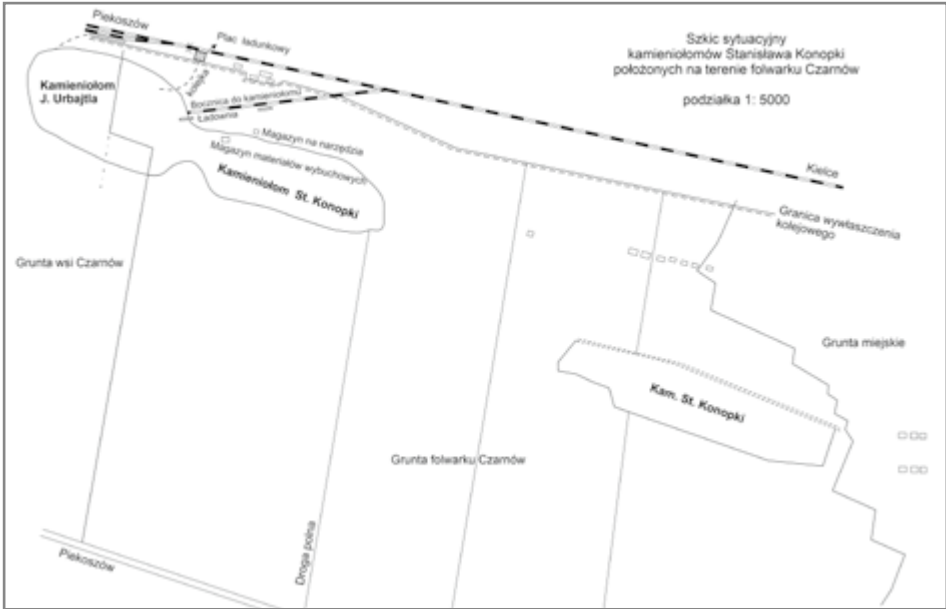 Piekoszów
Plac ładunkowy
Szkic sytuacyjny
kamieniołomów Stanisława Konopki
położonych na terenie folwarku Czarnów
podziałka 1: 5000
kolejka
Kamieniołom
J. Urbajtla
Bocznica do kamieniołomu
Ładownia
Magazyn na narzędzia
Magazyn materiałów wybuchowych
Kamieniołom St. Konopki
Kielce
Granica wywłaszczenia
kolejowego
Grunta wsi Czarnów
Grunta miejskie
Kam. St. Konopki
Grunta folwarku Czarnów
Droga polna
Piekoszów